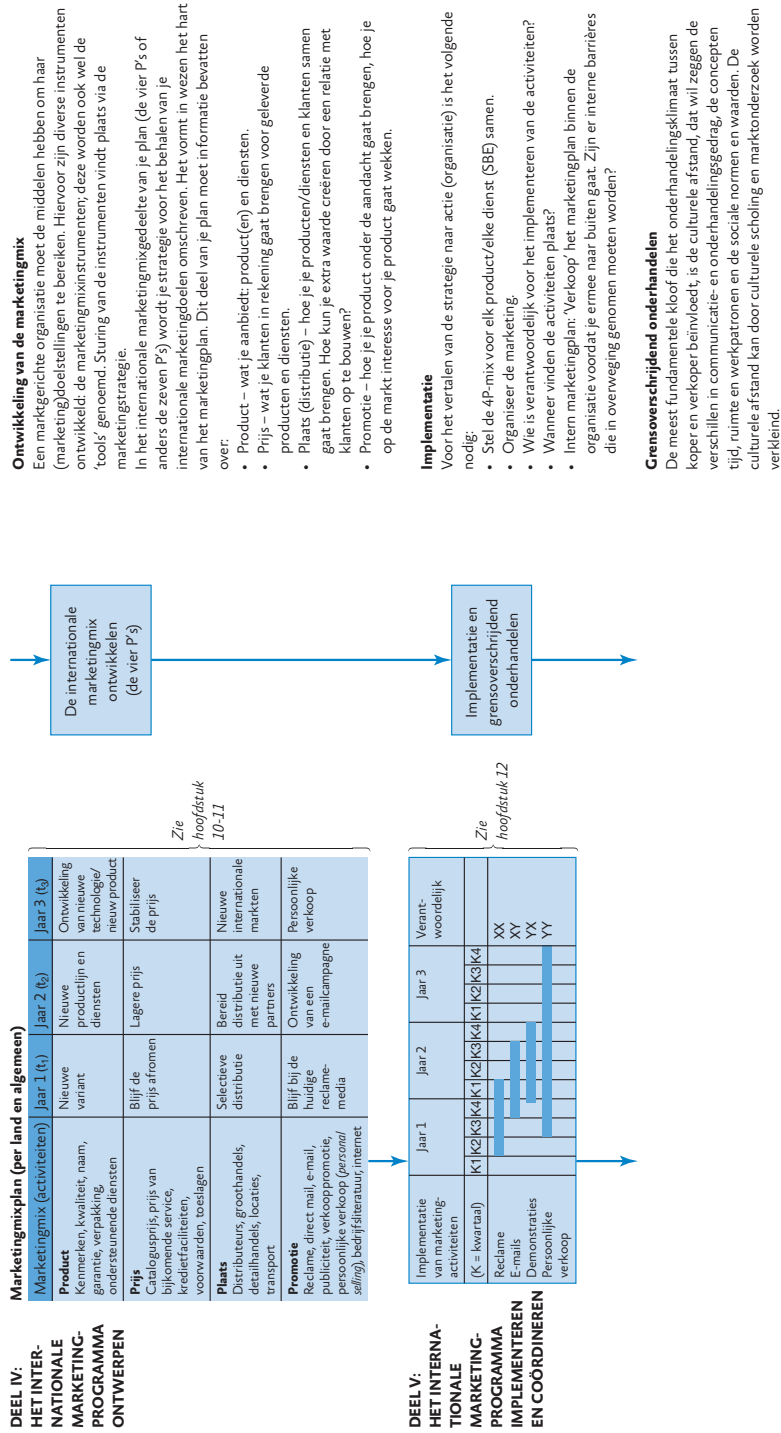 DEEL IV:
HET INTER-
NATIONALE
MARKETING-
PROGRAMMA
ONTWERPEN
Marketingmixplan (per land en algemeen)
Marketingmix (activiteiten) Jaar 1 (t1) Jaar 2 (t2) Jaar 3 (t3)
Product
Kenmerken, kwaliteit, naam,
garantie, verpakking,
ondersteunende diensten
Nieuwe
variant
Nieuwe
productlijn en
diensten
Ontwikkeling
van nieuwe
technologie/
nieuw product
Prijs
Catalogusprijs, prijs van
bijkomende service,
kredietfaciliteiten,
voorwaarden, toeslagen
Blijf de
prijs afromen
Lagere prijs
Stabiliseer
de prijs
Plaats
Distributeurs, groothandels,
detailhandels, locaties,
transport
Selectieve
distributie
Bereid
distributie uit
met nieuwe
partners
Nieuwe
internationale
markten
Promotie
Reclame, direct mail, e-mail,
publiciteit, verkooppromotie,
persoonlijke verkoop (personal
selling), bedrijfsliteratuur, internet
Blijf bij de
huidige
reclame-
media
Ontwikkeling
van een
e-mailcampagne
Persoonlijke
verkoop
Zie
hoofdstuk
10-11
De internationale
marketingmix
ontwikkelen
(de vier P's)
Ontwikkeling van de marketingmix
Een marktgerichte organisatie moet de middelen hebben om haar
(marketing)doelstellingen te bereiken. Hiervoor zijn diverse instrumenten
ontwikkeld: de marketinginstrumenten; deze worden ook wel de
'tools' genoemd. Sturing van de instrumenten vindt plaats via de
marketingstrategie.
In het internationale marketingmixgedeelte van je plan (de vier P's of
anders de zeven P's) wordt je strategie voor het behalen van je
internationale marketingdoelen omschreven. Het vormt in wezen het hart
van het marketingplan. Dit deel van je plan moet informatie bevatten
over:
• Product – wat je aanbiedt: product(en) en diensten.
• Prijs – wat je klanten in rekening gaat brengen voor geleverde
producten en diensten.
• Plaats (distributie) – hoe je je producten/diensten en klanten samen
gaat brengen. Hoe kun je extra waarde creëren door een relatie met
klanten op te bouwen?
• Promotie – hoe je je product onder de aandacht gaat brengen, hoe je
op de markt interesse voor je product gaat wekken.
DEEL V:
HET INTERNA-
TIONALE
MARKETING-
PROGRAMMA
IMPLEMENTEREN
EN COÖRDINEREN
Implementatie
van marketing-
activiteiten
Jaar 1 Jaar 2 Jaar 3
Verant-
woordelijk
(K = kwartaal) K1 K2 K3 K4 K1 K2 K3 K4 K1 K2 K3 K4
Reclame XX
E-mails XY
Demonstraties YX
Persoonlijke YY
verkoop
Zie
hoofdstuk 12
Implementatie en
grensoverschrijdend
onderhandelen
Implementatie
Voor het vertalen van de strategie naar actie (organisatie) is het volgende
nodig:
• Stel de 4P-mix voor elk product/elke dienst (SBE) samen.
• Organiseer de marketing.
• Wie is verantwoordelijk voor het implementeren van de activiteiten?
• Wanneer vinden de activiteiten plaats?
• Intern marketingplan: 'Verkoop' het marketingplan binnen de
organisatie voordat je ermee naar buiten gaat. Zijn er interne barrières
die in overweging genomen moeten worden?
Grensoverschrijdend onderhandelen
De meest fundamentele kloof die het onderhandelingsklimaat tussen
koper en verkoper beïnvloedt, is de culturele afstand, dat wil zeggen de
verschillen in communicatie- en onderhandelingsgedrag, de concepten
tijd, ruimte en werkpatronen en de sociale normen en waarden. De
culturele afstand kan door culturele scholing en marktonderzoek worden
verkleind.